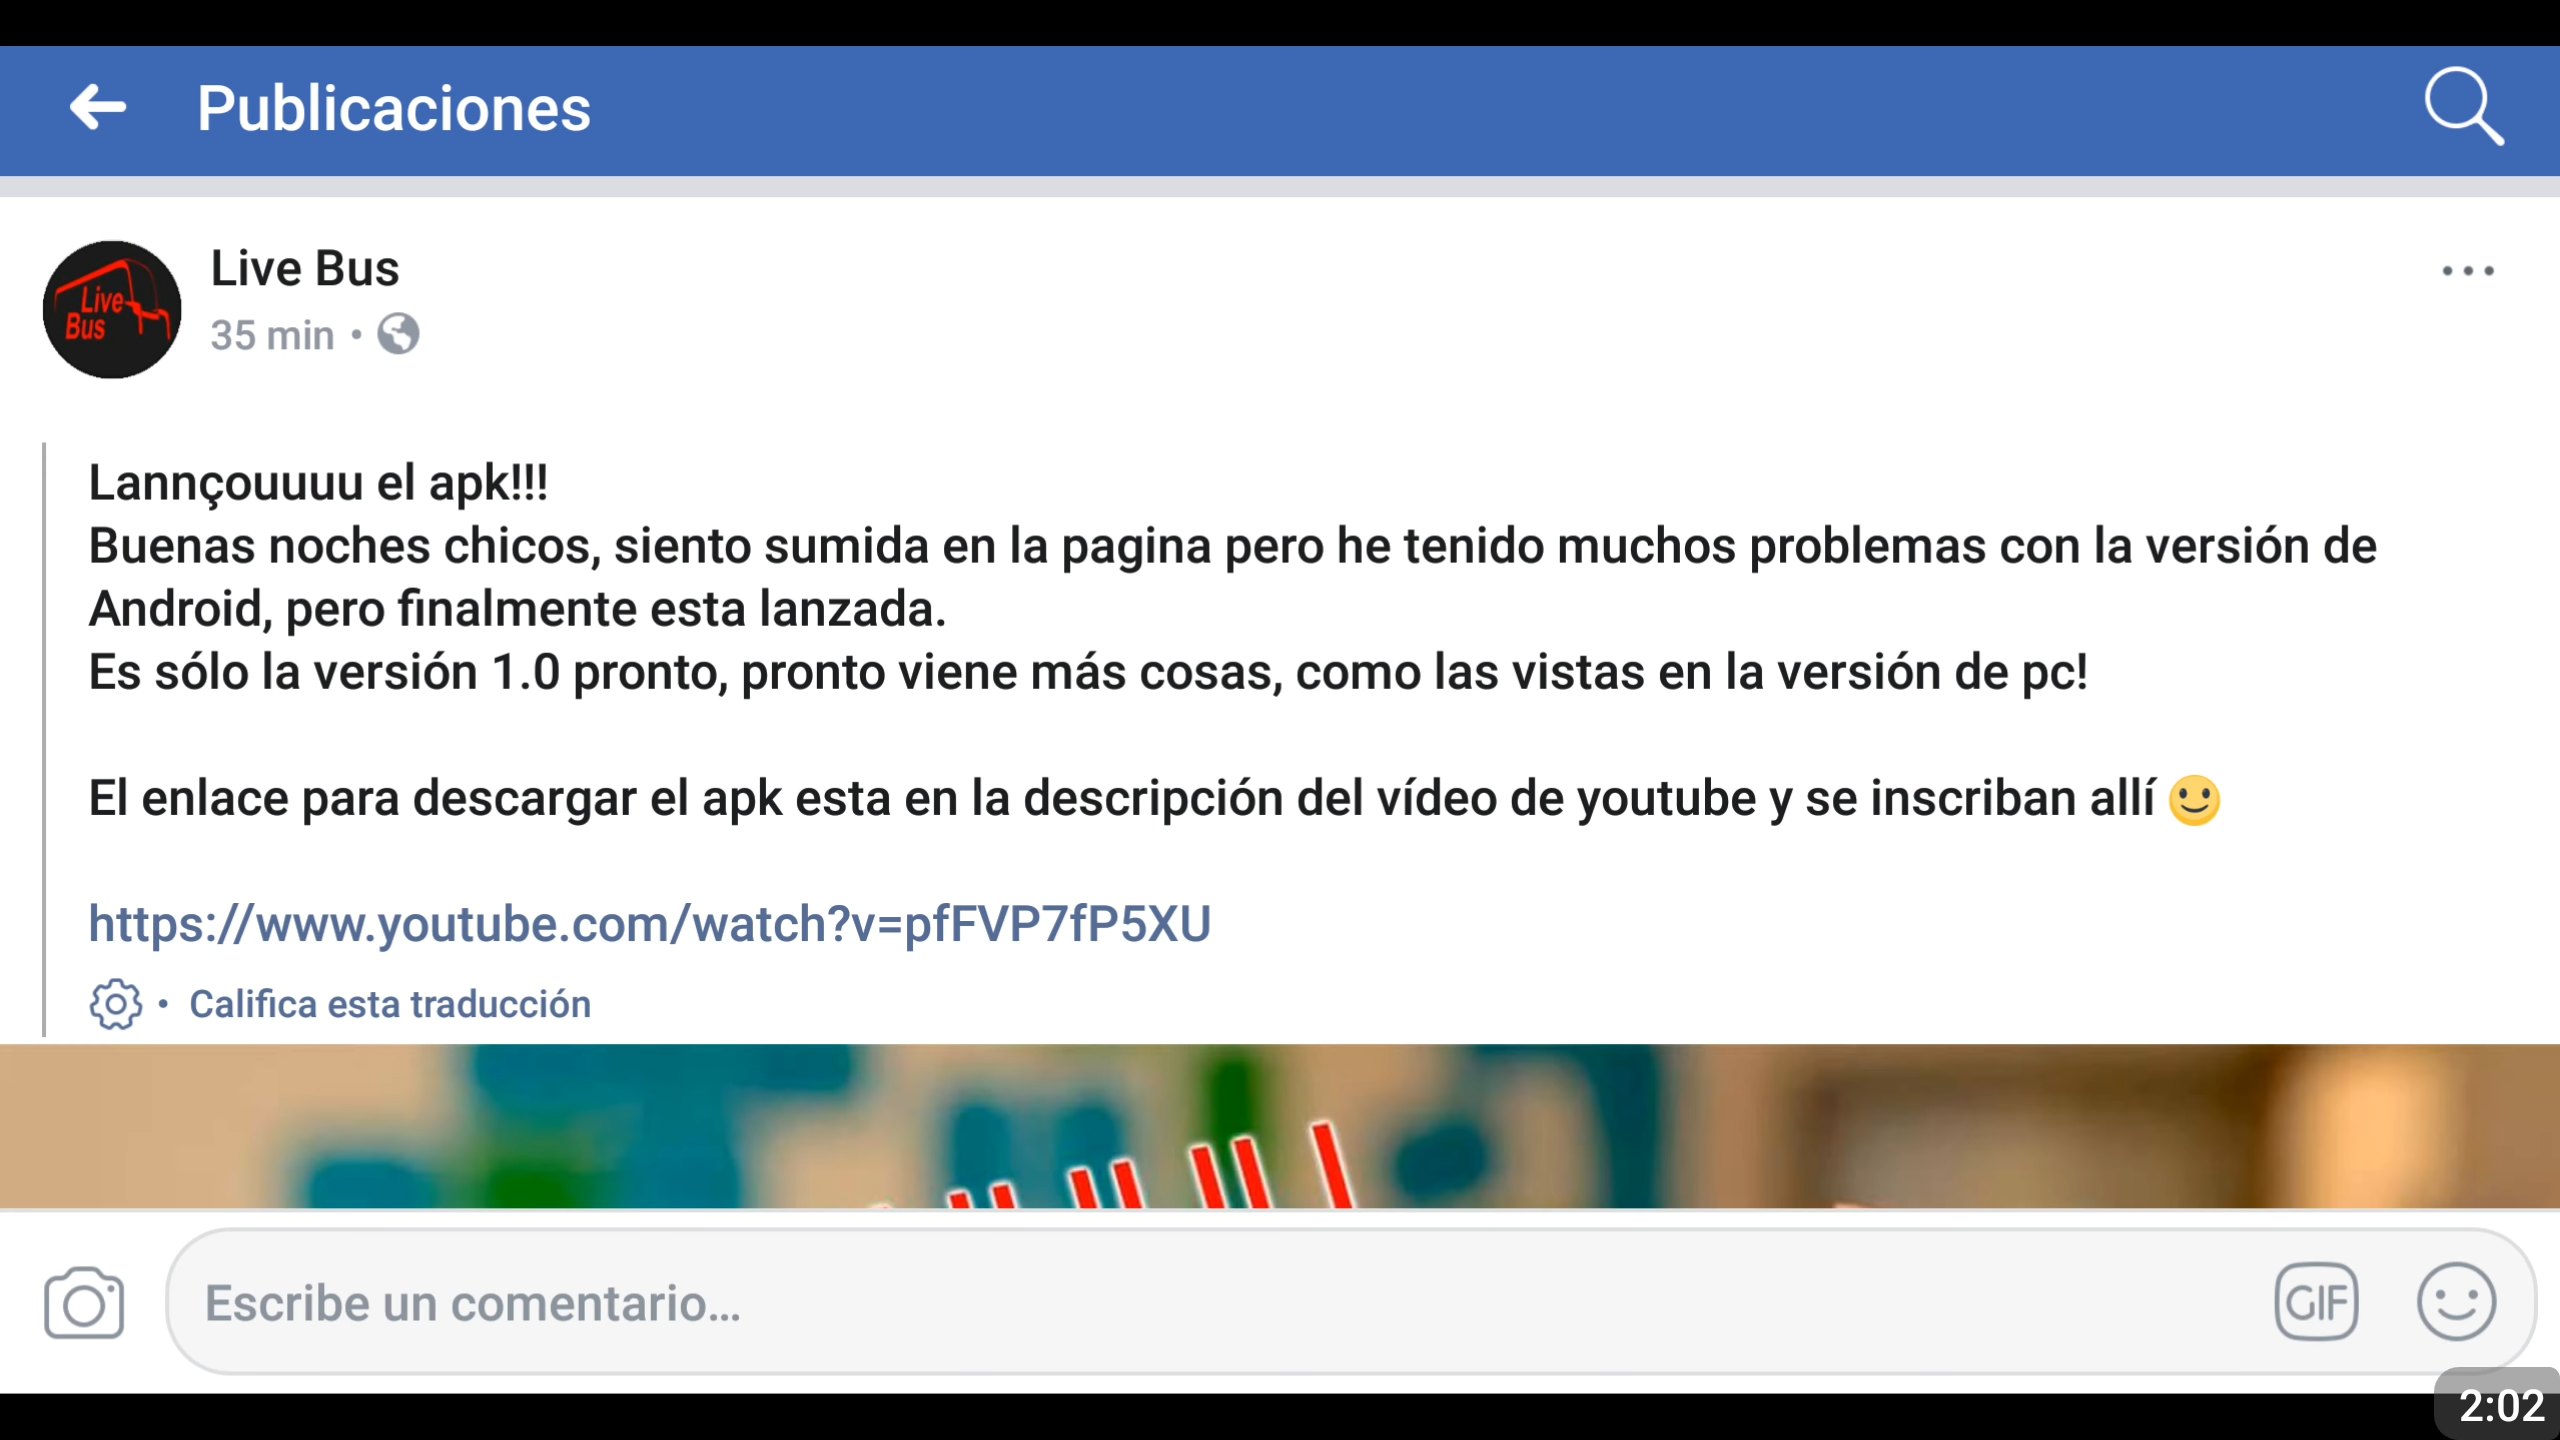 Publicaciones
Live Bus
Live
Bus
35 min •
Lannçouuuu el apk!!!
Buenas noches chicos, siento sumida en la pagina pero he tenido muchos problemas con la versión de
Android, pero finalmente esta lanzada.
Es sólo la versión 1.0 pronto, pronto viene más cosas, como las vistas en la versión de pc!
El enlace para descargar el apk esta en la descripción del vídeo de youtube y se inscriban allí 🙂
https://www.youtube.com/watch?v=pfFVP7fP5XU
• Califica esta traducción
Escribe un comentario...
GIF
2:02